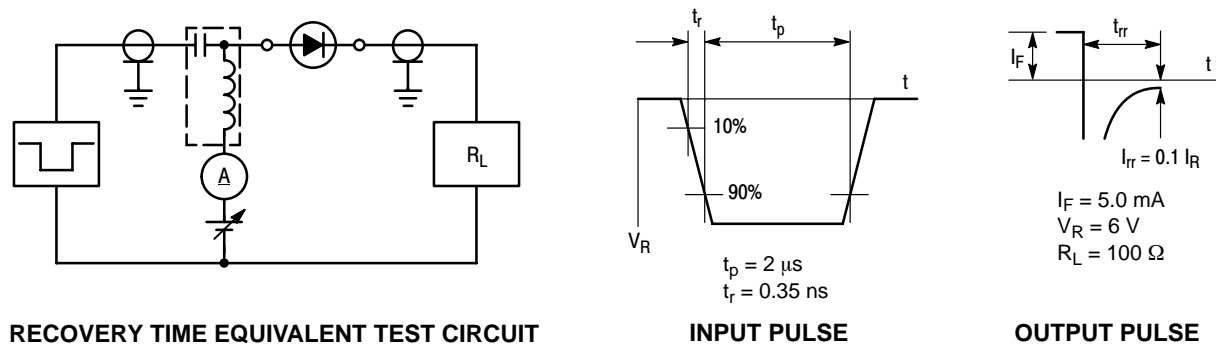 A
R_L
RECOVERY TIME EQUIVALENT TEST CIRCUIT
t_r
t_p
t
10%
90%
V_R
t_p = 2 μs
t_r = 0.35 ns
INPUT PULSE
I_F
t_rr
t
I_rr = 0.1 I_R
I_F = 5.0 mA
V_R = 6 V
R_L = 100 Ω
OUTPUT PULSE